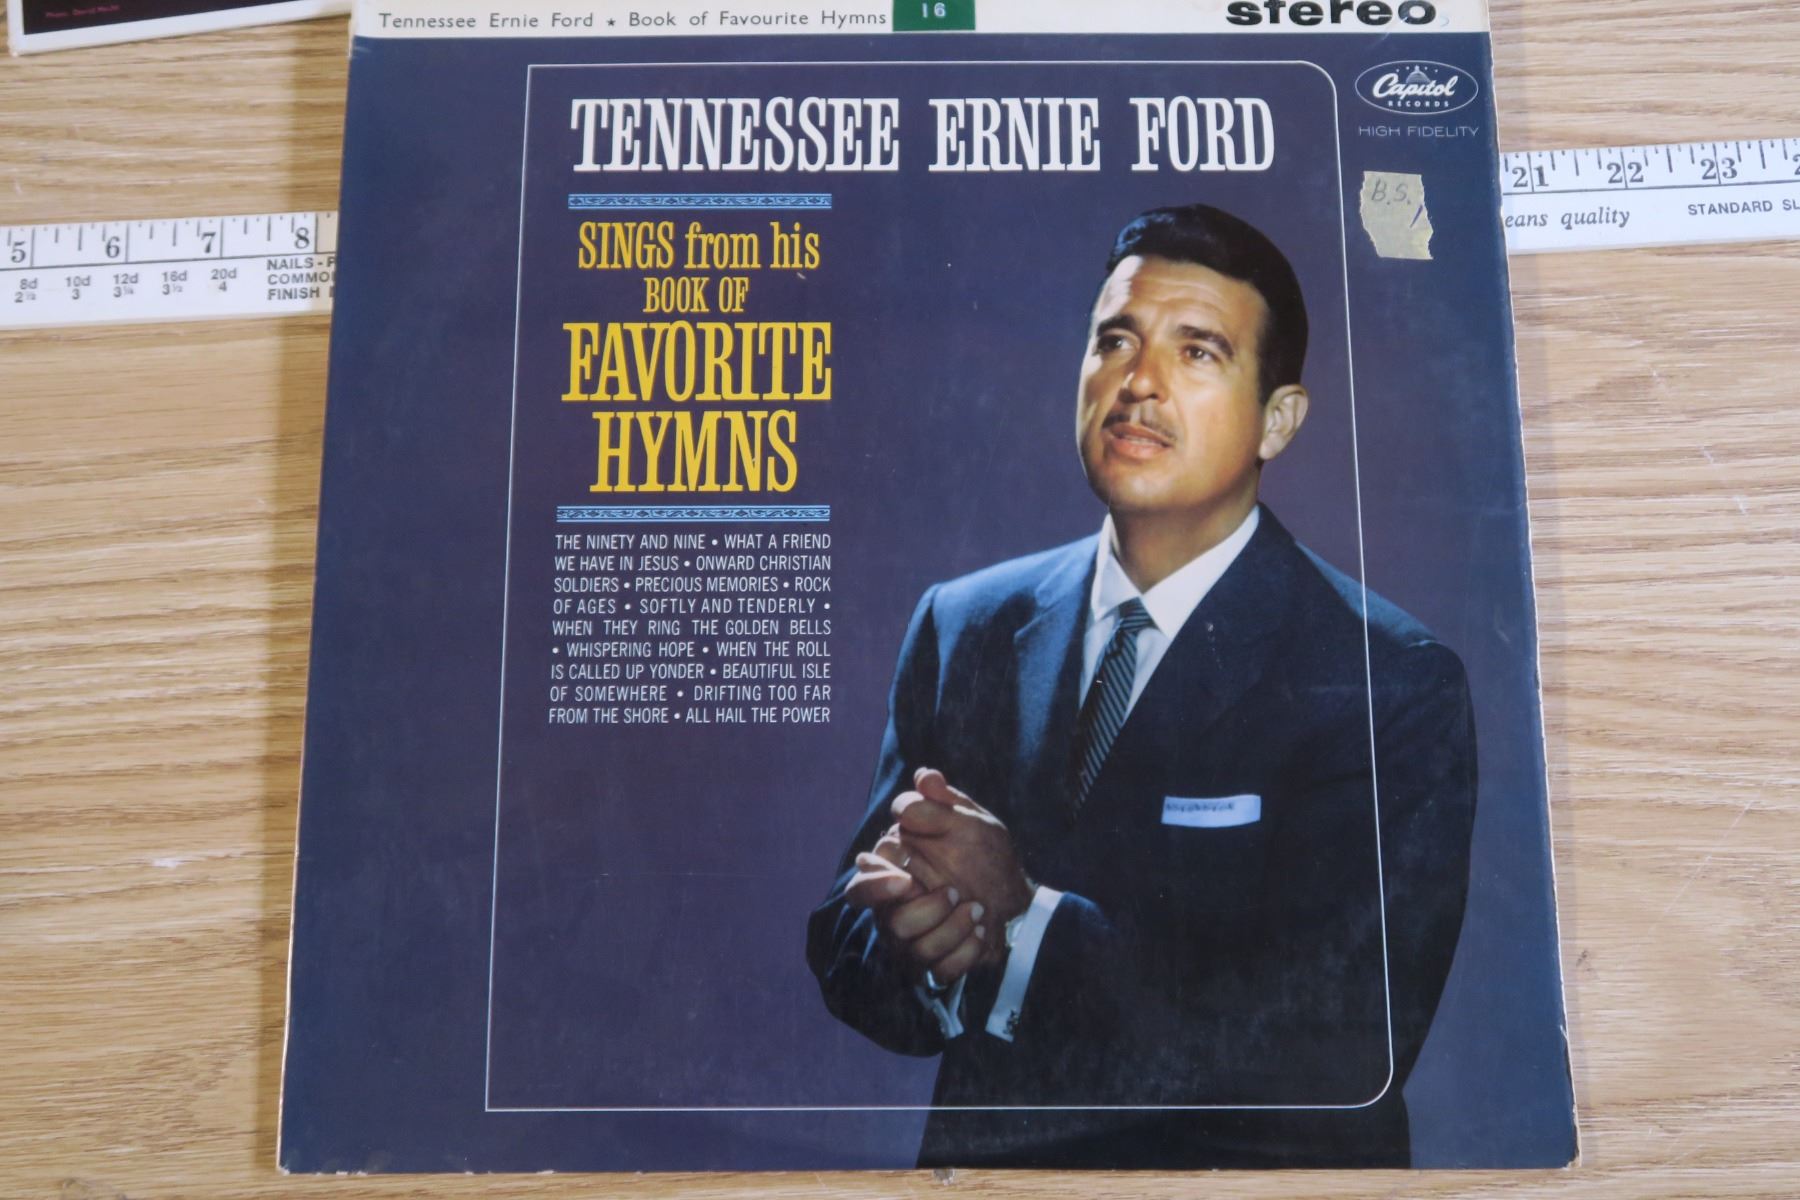 Tennessee Ernie Ford ★ Book of Favourite Hymns
16
stereo
Capitol
RECORDS
HIGH FIDELITY
TENNESSEE ERNIE FORD
B.S.
SINGS from his
BOOK OF
FAVORITE
HYMNS
THE NINETY AND NINE • WHAT A FRIEND
WE HAVE IN JESUS • ONWARD CHRISTIAN
SOLDIERS • PRECIOUS MEMORIES • ROCK
OF AGES • SOFTLY AND TENDERLY •
WHEN THEY RING THE GOLDEN BELLS
• WHISPERING HOPE • WHEN THE ROLL
IS CALLED UP YONDER • BEAUTIFUL ISLE
OF SOMEWHERE • DRIFTING TOO FAR
FROM THE SHORE • ALL HAIL THE POWER
5 6 7 8
8d 10d 12d 16d 20d
2½ 3 3¼ 3½ 4
NAILS
COMMO
FINISH
21 22 23
eans quality
STANDARD